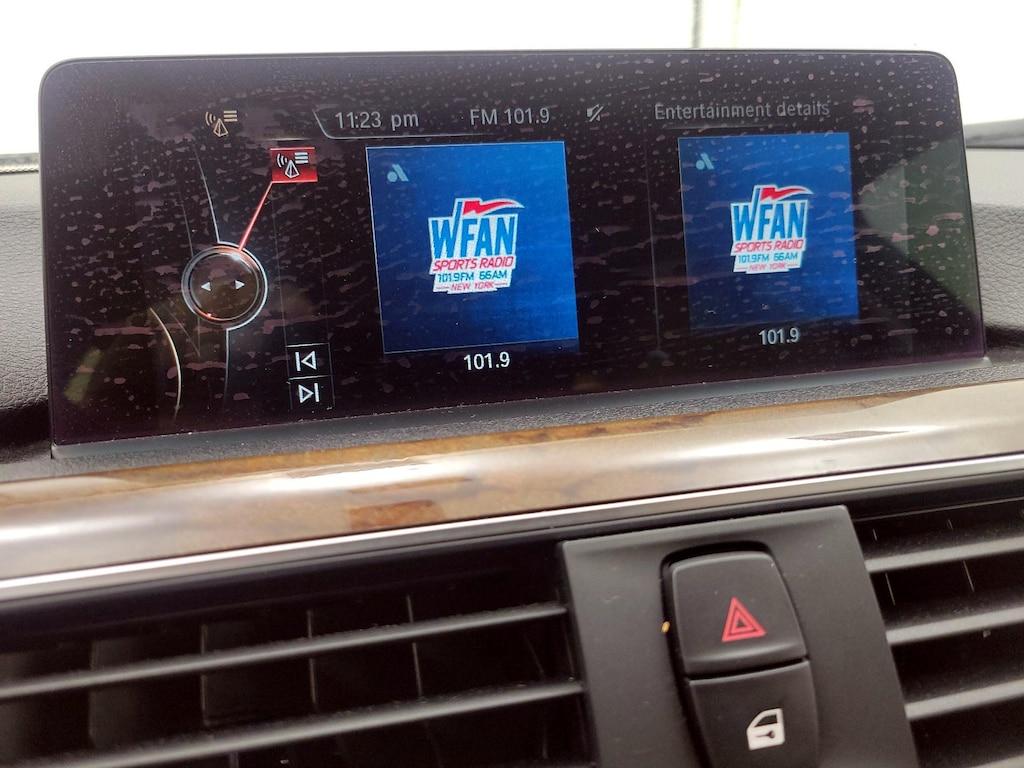 11:23 pm
FM 101.9
Entertainment details
WFAN
SPORTS RADIO
101.9FM 66AM
NEW YORK
101.9
WFAN
SPORTS RADIO
101.9FM 66AM
NEW YORK
101.9